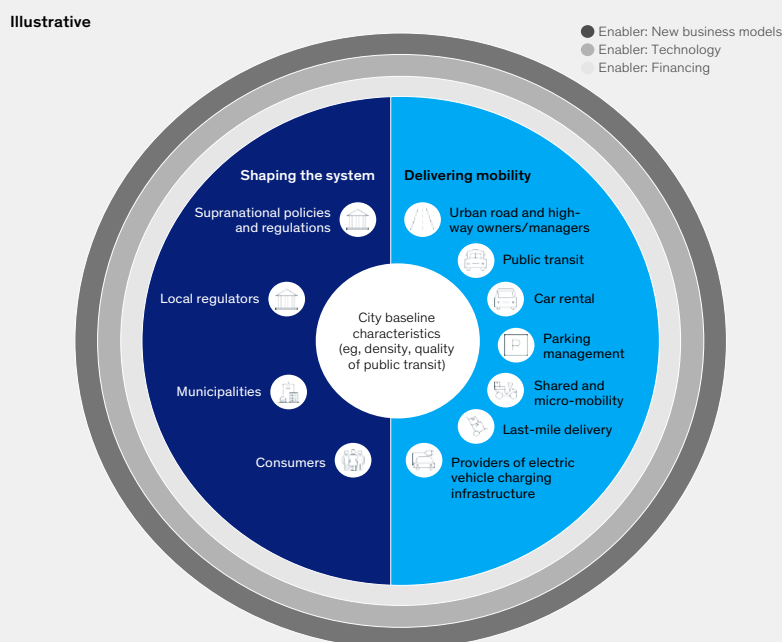 Illustrative
Enabler: New business models
Enabler: Technology
Enabler: Financing
Shaping the system
Supranational policies
and regulations
Local regulators
Municipalities
Consumers
City baseline
characteristics
(eg, density, quality
of public transit)
Delivering mobility
Urban road and high-
way owners/managers
Public transit
Car rental
P
Parking
management
Shared and
micro-mobility
Last-mile delivery
Providers of electric
vehicle charging
infrastructure